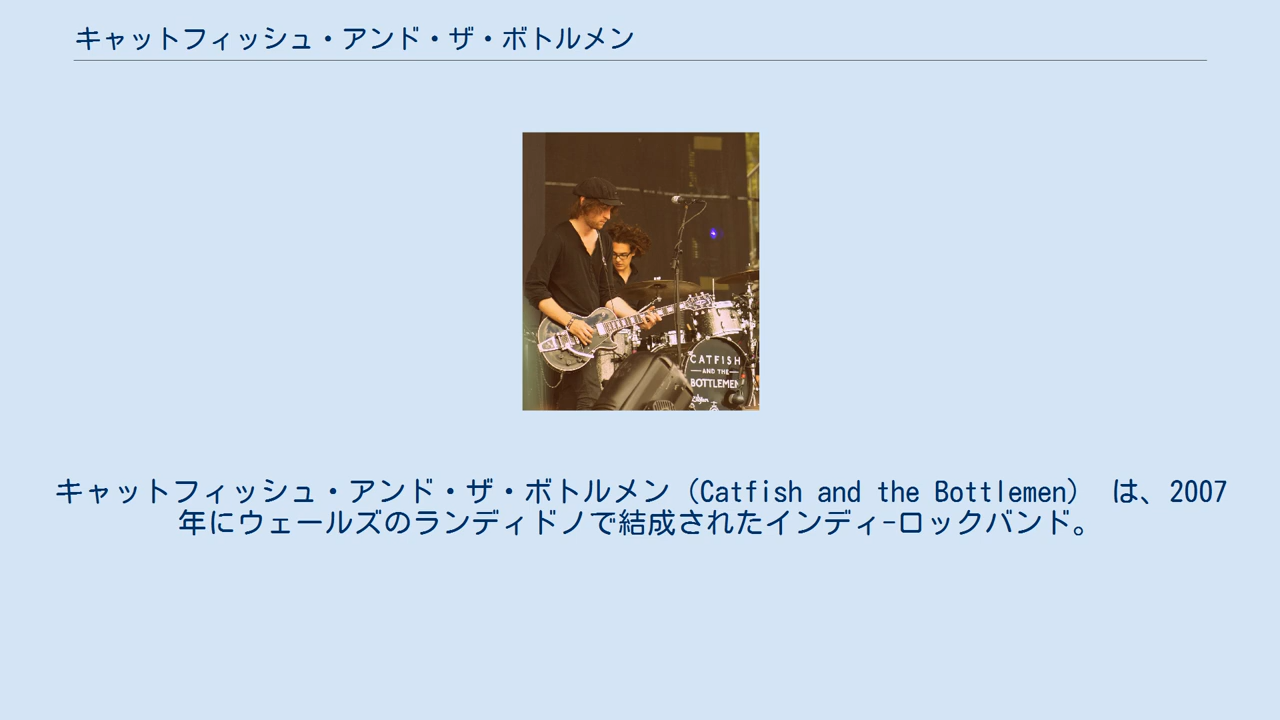 キャットフィッシュ・アンド・ザ・ボトルメン
CATFISH
AND THE
BOTTLEMEN
キャットフィッシュ・アンド・ザ・ボトルメン（Catfish and the Bottlemen） は、2007
年にウェールズのランディドノで結成されたインディ-ロックバンド。